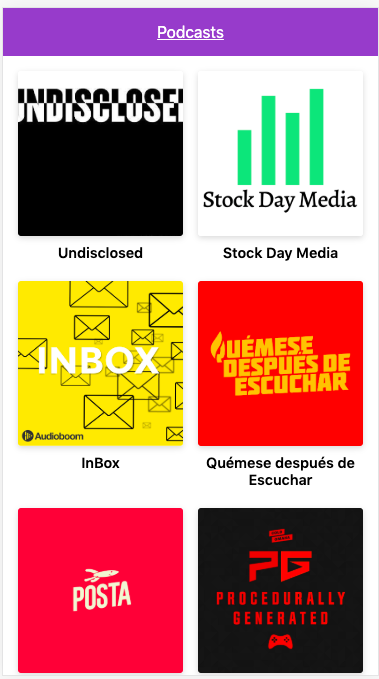 Podcasts
UNDISCLOSED
Stock Day Media
Undisclosed
Stock Day Media
INBOX
Audioboom
QUÉMESE
DESPUÉS DE
ESCUCHAR
InBox
Quémese después de
Escuchar
POSTA
PG
PROCEDURALLY
GENERATED